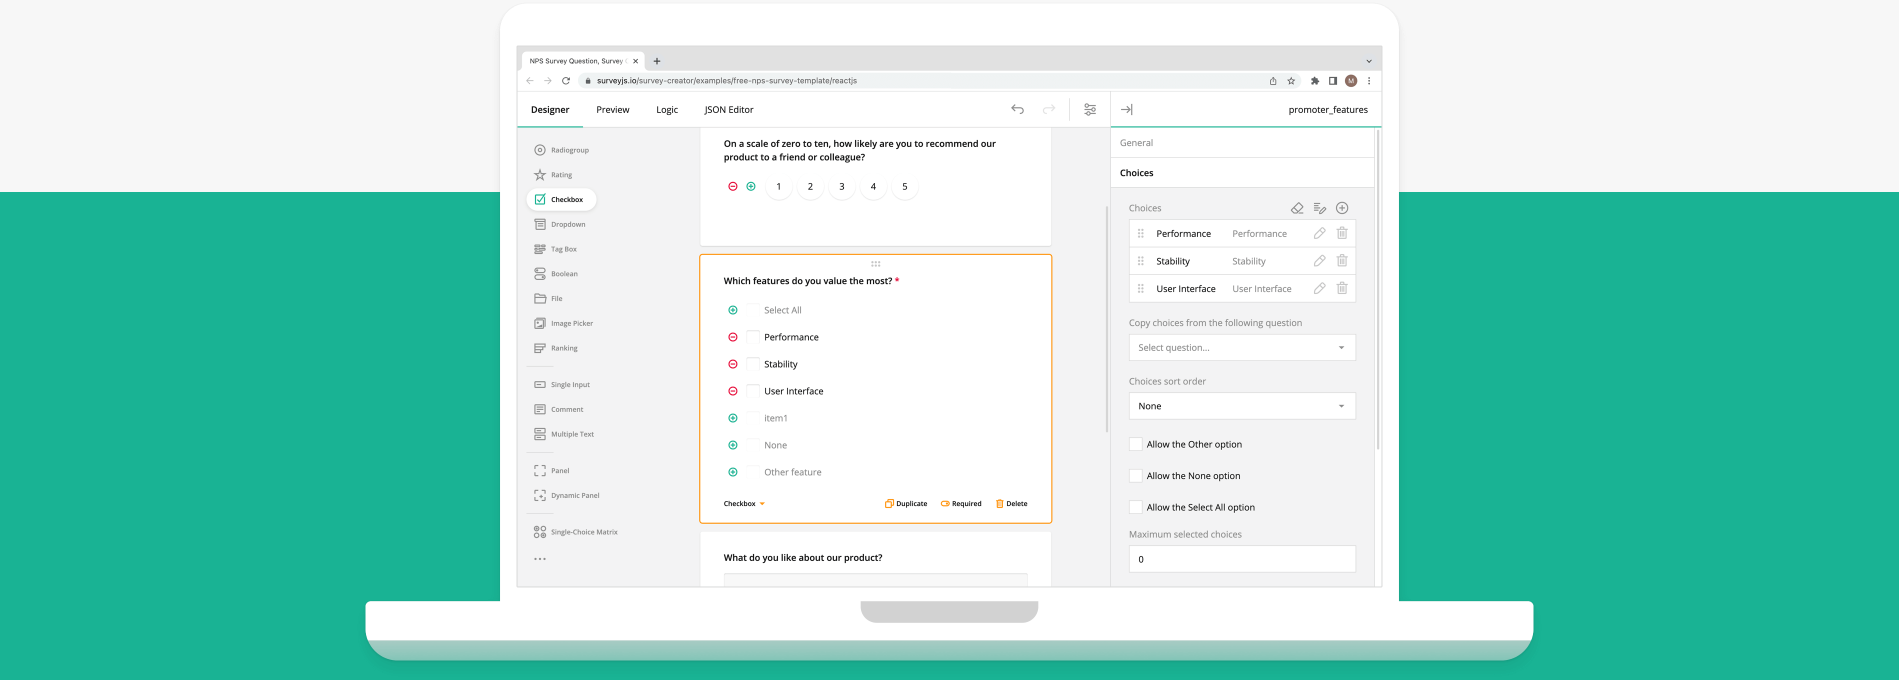 NPS Survey Question, Survey
surveyjs.io/survey-creator/examples/free-nps-survey-template/reactjs
M
Designer
Preview
Logic
JSON Editor
promoter_features
Radiogroup
Rating
Checkbox
Dropdown
Tag Box
Boolean
File
Image Picker
Ranking
Single Input
Comment
Multiple Text
Panel
Dynamic Panel
Single-Choice Matrix
On a scale of zero to ten, how likely are you to recommend our
product to a friend or colleague?
1 2 3 4 5
Which features do you value the most? *
Select All
Performance
Stability
User Interface
item1
None
Other feature
Checkbox
Duplicate
Required
Delete
What do you like about our product?
General
Choices
Choices
Performance Performance
Stability Stability
User Interface User Interface
Copy choices from the following question
Select question...
Choices sort order
None
Allow the Other option
Allow the None option
Allow the Select All option
Maximum selected choices
0